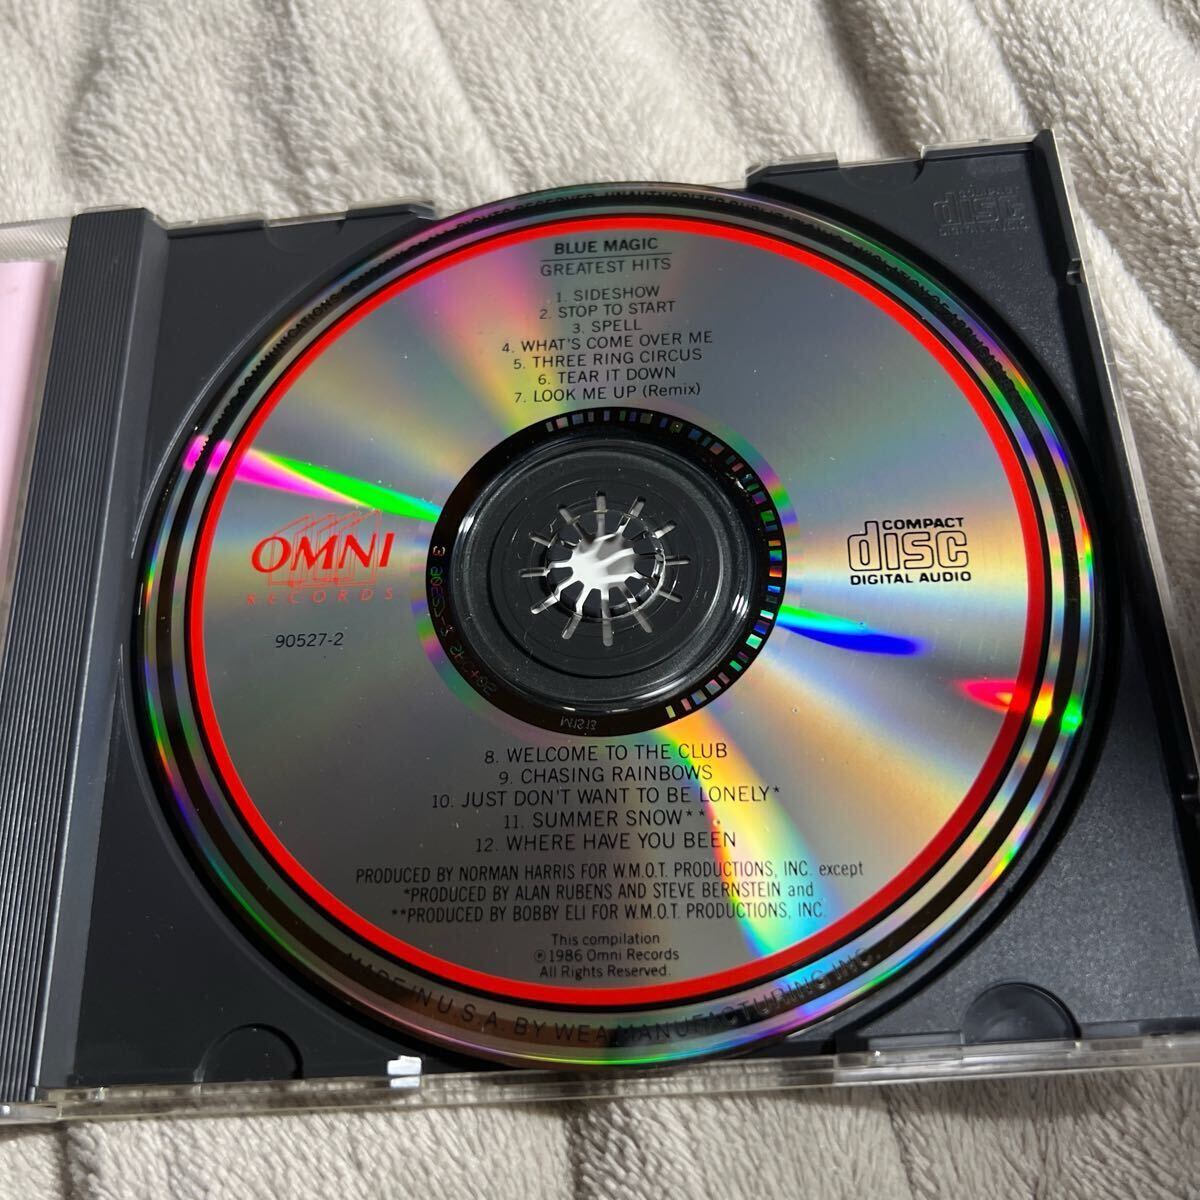 BLUE MAGIC
GREATEST HITS
1. SIDESHOW
2. STOP TO START
3. SPELL
4. WHAT'S COME OVER ME
5. THREE RING CIRCUS
6. TEAR IT DOWN
7. LOOK ME UP (Remix)
OMNI
RECORDS
90527-2
COMPACT
disc
DIGITAL AUDIO
8. WELCOME TO THE CLUB
9. CHASING RAINBOWS
10. JUST DON'T WANT TO BE LONELY*
11. SUMMER SNOW**
12. WHERE HAVE YOU BEEN
PRODUCED BY NORMAN HARRIS FOR W.M.O.T. PRODUCTIONS, INC. except
*PRODUCED BY ALAN RUBENS AND STEVE BERNSTEIN and
**PRODUCED BY BOBBY ELI FOR W.M.O.T. PRODUCTIONS, INC.
This compilation
℗1986 Omni Records
All Rights Reserved.
MADE IN U.S.A. BY WEA MANUFACTURING INC.
COMPACT
disc
DIGITAL AUDIO